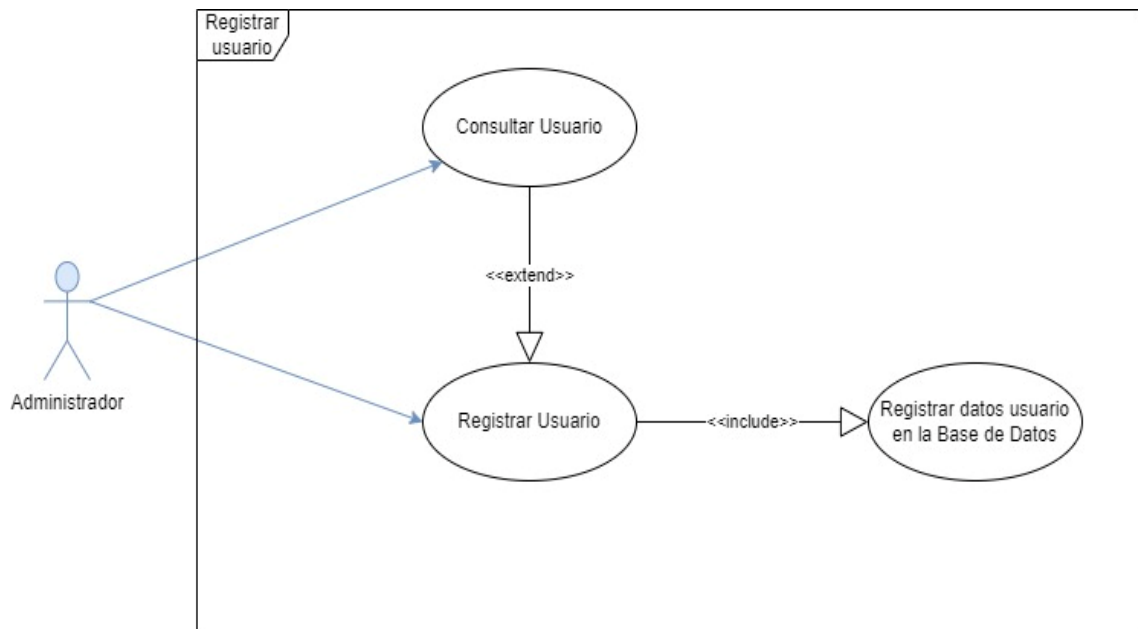 Registrar
usuario
Consultar Usuario
<<extend>>
Administrador
Registrar Usuario
<<include>>
Registrar datos usuario
en la Base de Datos